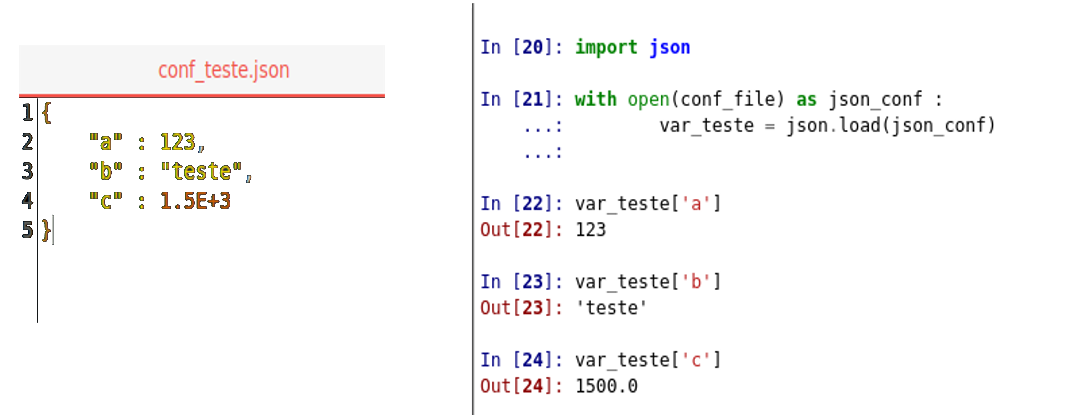 conf_teste.json
1 {
2     "a" : 123,
3     "b" : "teste",
4     "c" : 1.5E+3
5 }
In [20]: import json
In [21]: with open(conf_file) as json_conf :
    ...:         var_teste = json.load(json_conf)
    ...:
In [22]: var_teste['a']
Out[22]: 123
In [23]: var_teste['b']
Out[23]: 'teste'
In [24]: var_teste['c']
Out[24]: 1500.0